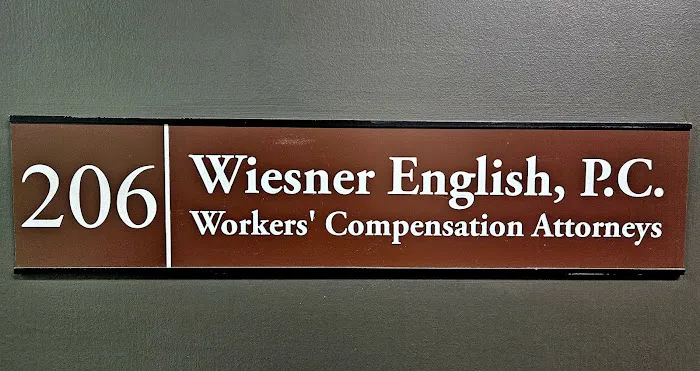 206
Wiesner English, P.C.
Workers' Compensation Attorneys